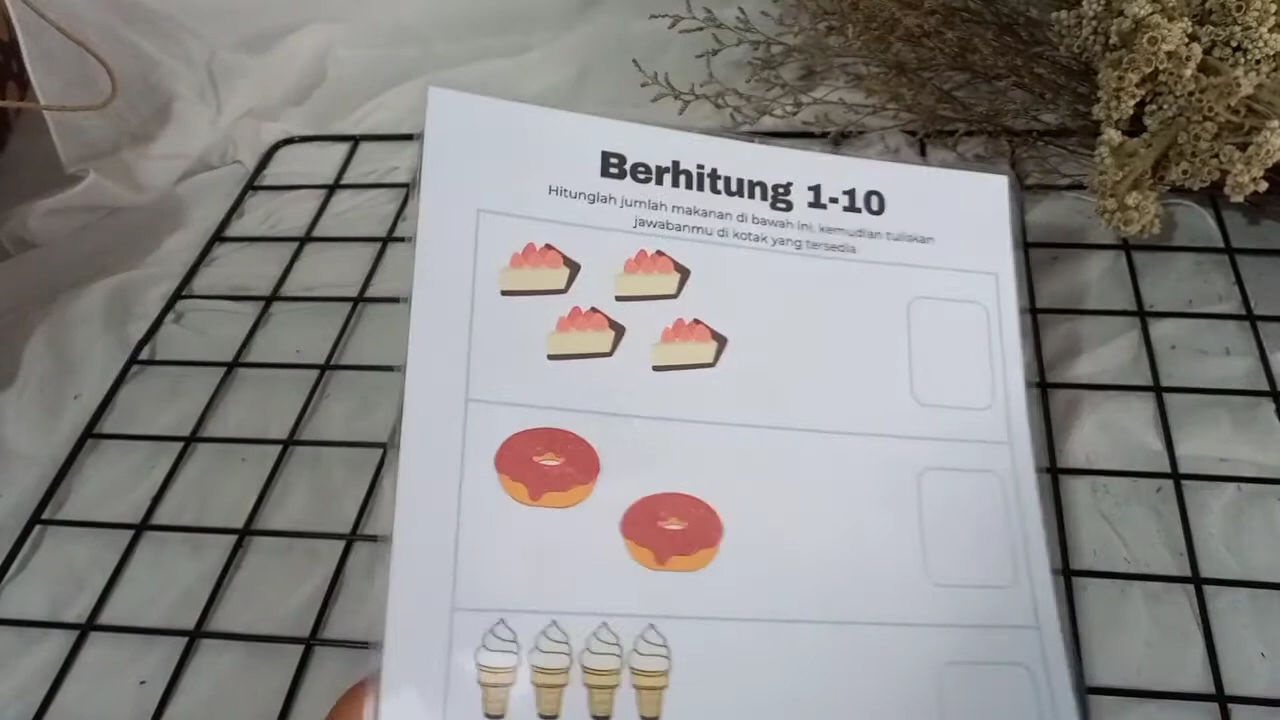 Berhitung 1-10
Hitunglah jumlah makanan di bawah ini, kemudian tuliskan
jawabanmu di kotak yang tersedia